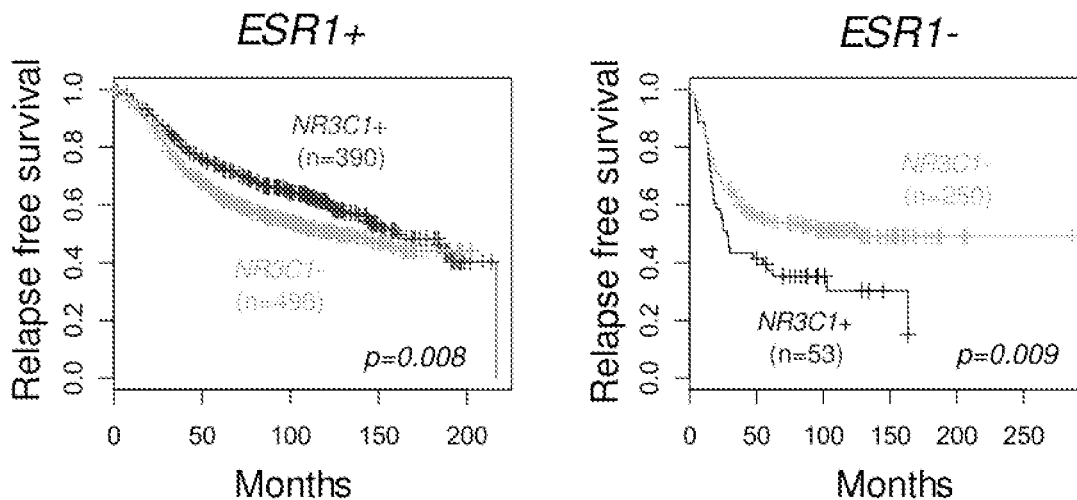 ESR1+
Relapse free survival
1.0
0.8
0.6
0.4
0.2
0.0
NR3C1+
(n=390)
NR3C1-
(n=490)
p=0.008
0 50 100 150 200
Months
ESR1-
Relapse free survival
1.0
0.8
0.6
0.4
0.2
0.0
NR3C1-
(n=250)
NR3C1+
(n=53)
p=0.009
0 50 100 150 200 250
Months